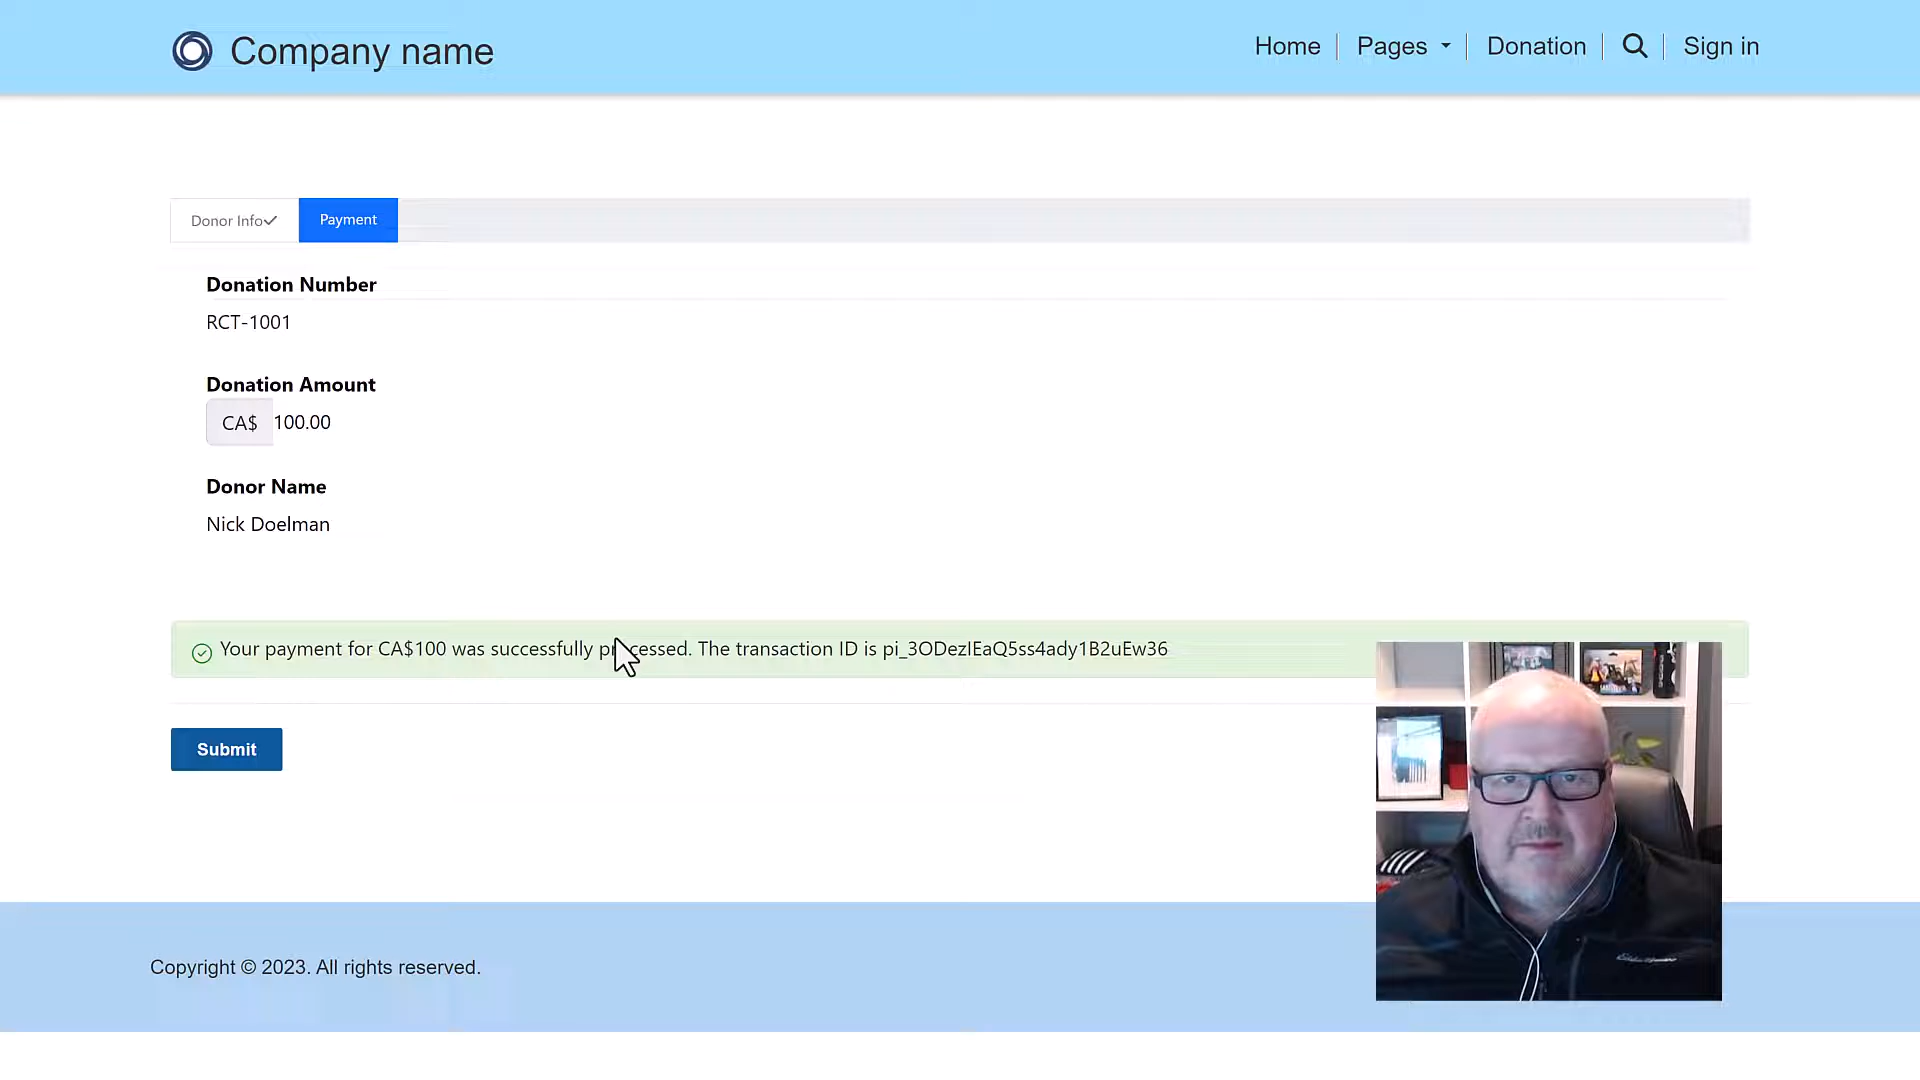 Company name
Home
Pages
Donation
Sign in
Donor Info
Payment
Donation Number
RCT-1001
Donation Amount
CA$ 100.00
Donor Name
Nick Doelman
Your payment for CA$100 was successfully processed. The transaction ID is pi_3ODezIEaQ5ss4ady1B2uEw36
Submit
Copyright © 2023. All rights reserved.